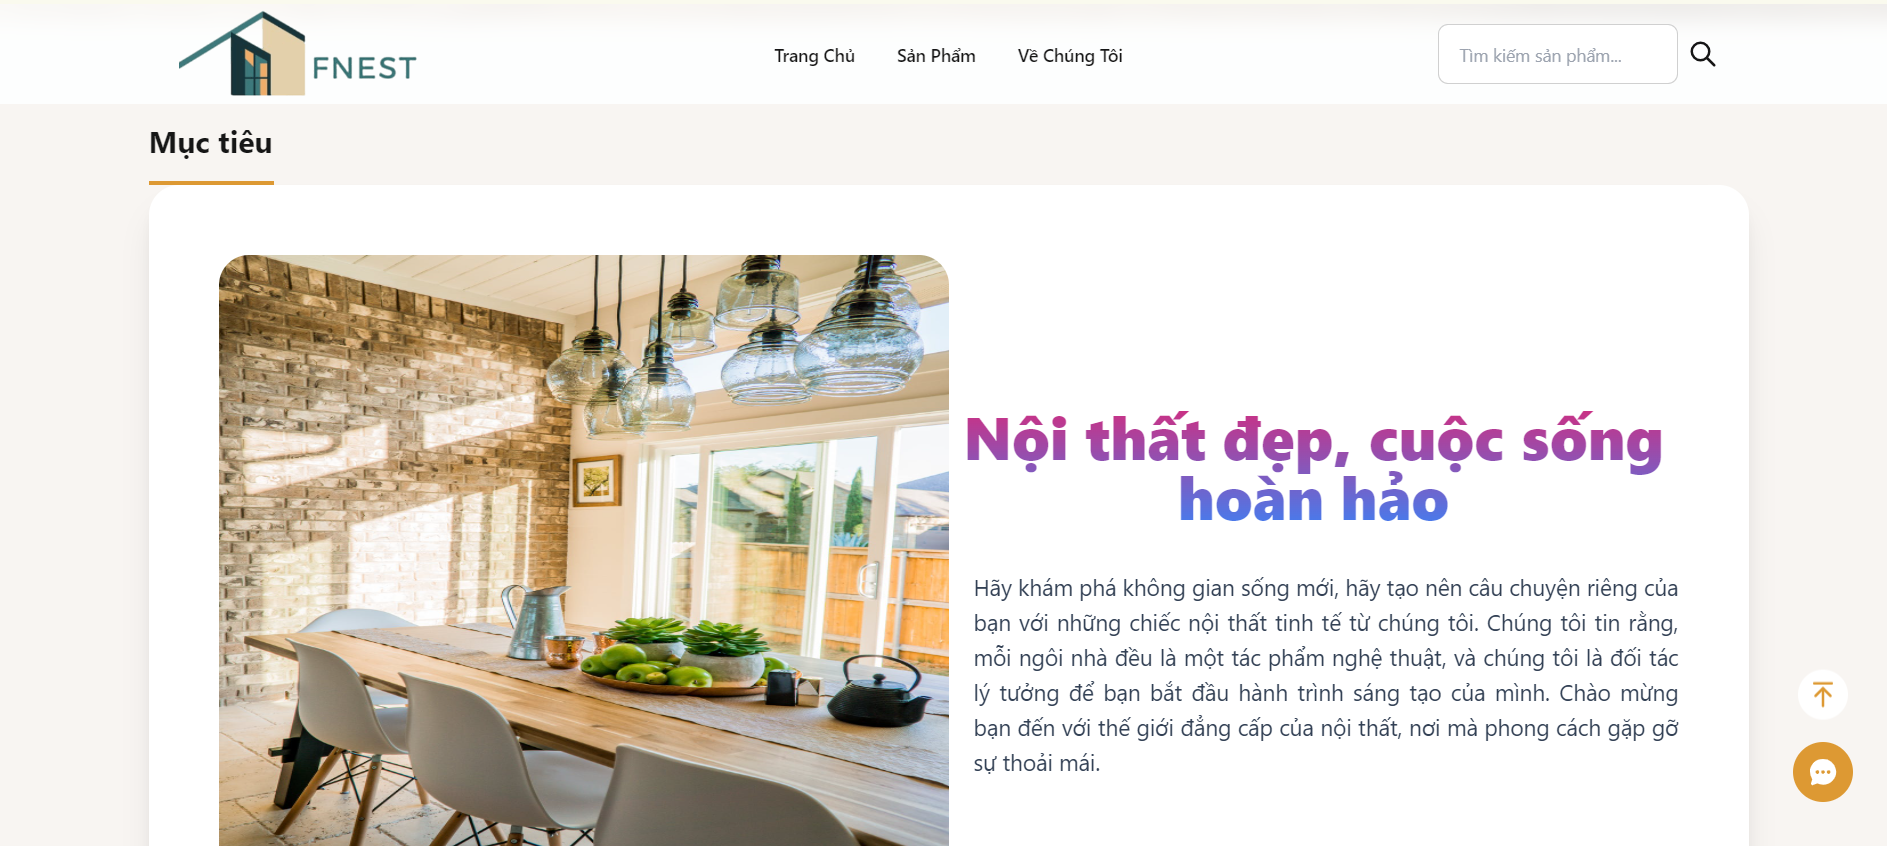 FNEST
Trang Chủ
Sản Phẩm
Về Chúng Tôi
Tìm kiếm sản phẩm...
Mục tiêu
Nội thất đẹp, cuộc sống
hoàn hảo
Hãy khám phá không gian sống mới, hãy tạo nên câu chuyện riêng của
bạn với những chiếc nội thất tinh tế từ chúng tôi. Chúng tôi tin rằng,
mỗi ngôi nhà đều là một tác phẩm nghệ thuật, và chúng tôi là đối tác
lý tưởng để bạn bắt đầu hành trình sáng tạo của mình. Chào mừng
bạn đến với thế giới đẳng cấp của nội thất, nơi mà phong cách gặp gỡ
sự thoải mái.